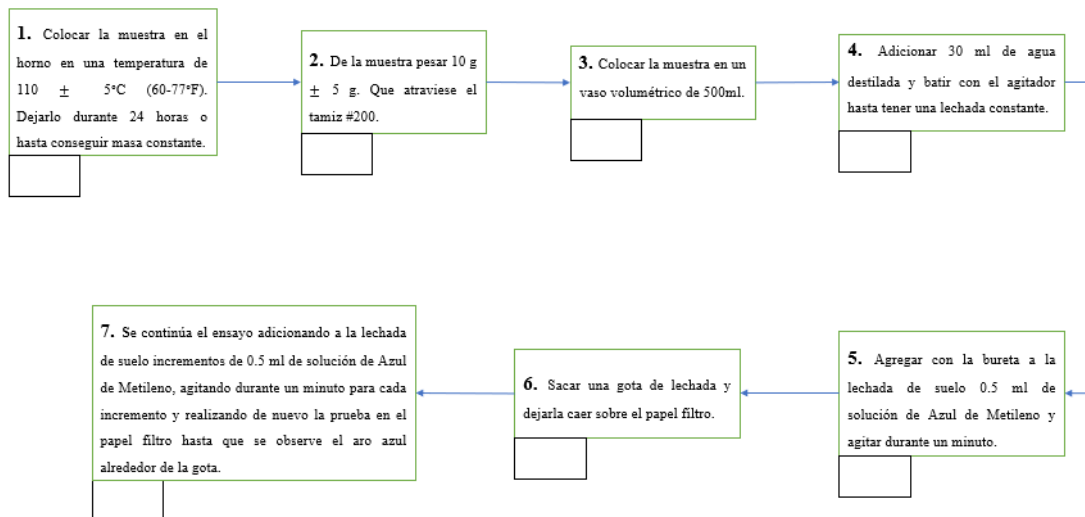 1. Colocar la muestra en el
horno en una temperatura de
110 ± 5°C (60-77°F).
Dejarlo durante 24 horas o
hasta conseguir masa constante.
2. De la muestra pesar 10 g
± 5 g. Que atraviese el
tamiz #200.
3. Colocar la muestra en un
vaso volumétrico de 500ml.
4. Adicionar 30 ml de agua
destilada y batir con el agitador
hasta tener una lechada constante.
5. Agregar con la bureta a la
lechada de suelo 0.5 ml de
solución de Azul de Metileno y
agitar durante un minuto.
6. Sacar una gota de lechada y
dejarla caer sobre el papel filtro.
7. Se continúa el ensayo adicionando a la lechada
de suelo incrementos de 0.5 ml de solución de Azul
de Metileno, agitando durante un minuto para cada
incremento y realizando de nuevo la prueba en el
papel filtro hasta que se observe el aro azul
alrededor de la gota.